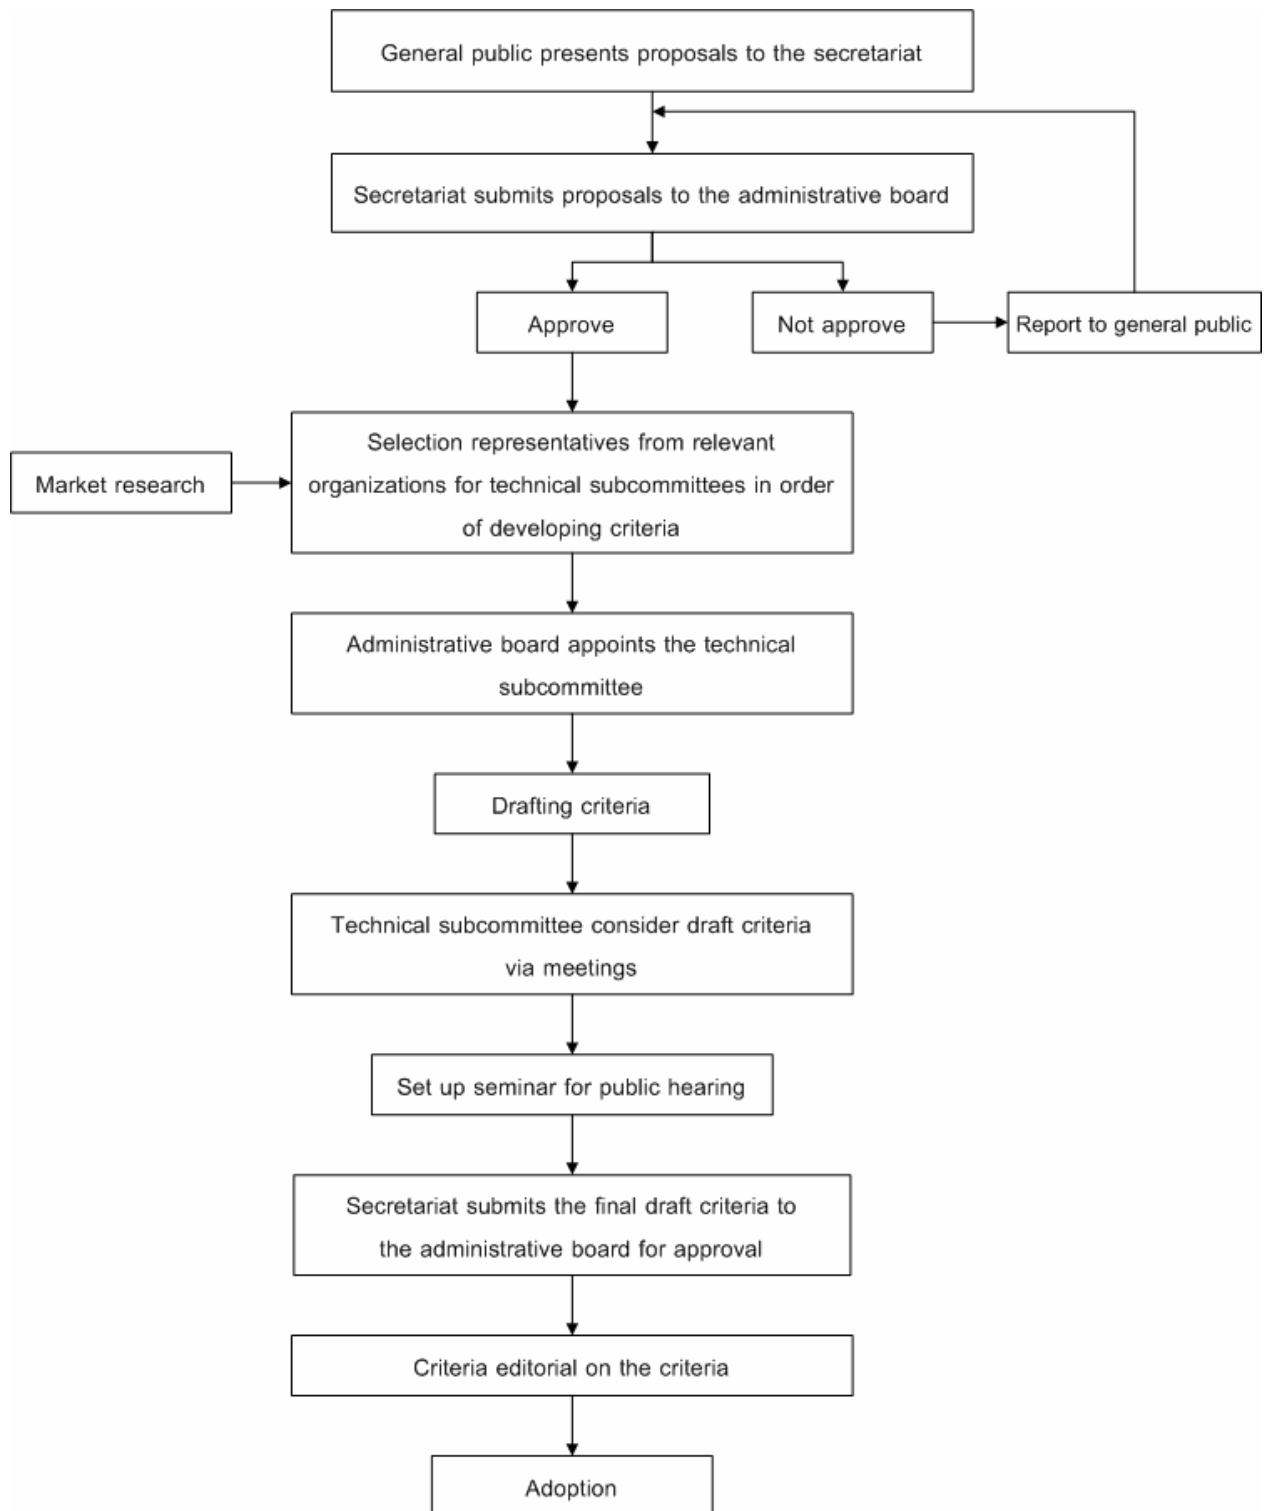 General public presents proposals to the secretariat
Secretariat submits proposals to the administrative board
Approve
Not approve
Report to general public
Selection representatives from relevant
organizations for technical subcommittees in order
of developing criteria
Market research
Administrative board appoints the technical
subcommittee
Drafting criteria
Technical subcommittee consider draft criteria
via meetings
Set up seminar for public hearing
Secretariat submits the final draft criteria to
the administrative board for approval
Criteria editorial on the criteria
Adoption